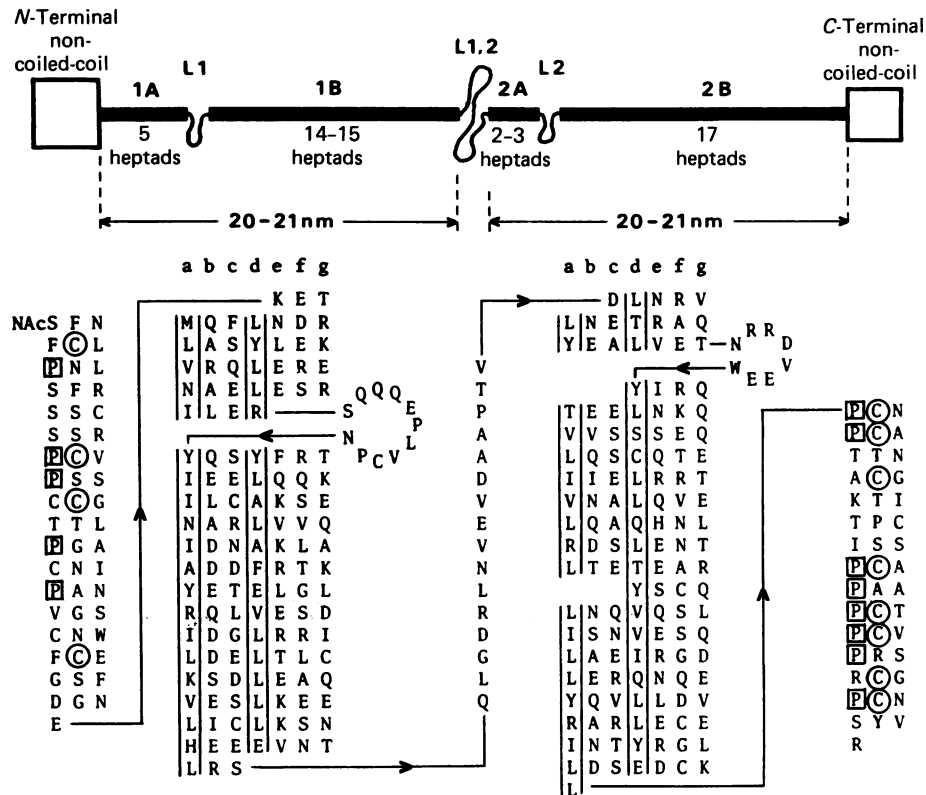 N-Terminal
non-
coiled-coil
C-Terminal
non-
coiled-coil
1A
L1
1B
L1,2
2A
L2
2B
5
heptads
14–15
heptads
2–3
heptads
17
heptads
20–21nm
20–21nm
NAcS F N
F C L
P N L
S F R
S S C
S S R
P C V
P S S
C C G
T T L
P G A
C N I
P A N
V G S
C N W
F C E
G S F
D G N
E
a b c d e f g
K E T
M Q F L N D R
L A S Y L E K
V R Q L E R E
N A E L E S R
I L E R
S Q Q Q E P L V C P N
Y Q S Y F R T
I E E L Q Q K
I L C A K S E
N A R L V V Q
I D N A K L A
A D D F R T K
Y E T E L G L
R Q L V E S D
I D G L R R I
L D E L T L C
K S D L E A Q
V E S L K E E
L I C L K S N
H E E E V N T
L R S
V
T
P
A
A
D
V
E
V
N
L
R
D
G
L
Q
a b c d e f g
D L N R V
L N E T R A Q
Y E A L V E T
N R R D V E E W
Y I R Q
T E E L N K Q
V V S S S E Q
L Q S C Q T E
I I E L R R T
V N A L Q V E
L Q A Q H N L
R D S L E N T
L T E T E A R
Y S C Q
L N Q V Q S L
I S N V E S Q
L A E I R G D
L E R Q N Q E
Y Q V L L D V
R A R L E C E
I N T Y R G L
L D S E D C K
L
P C N
P C A
T T N
A C G
K T I
T P C
I S S
P C A
P A A
P C T
P C V
P R S
R C G
P C N
S Y V
R